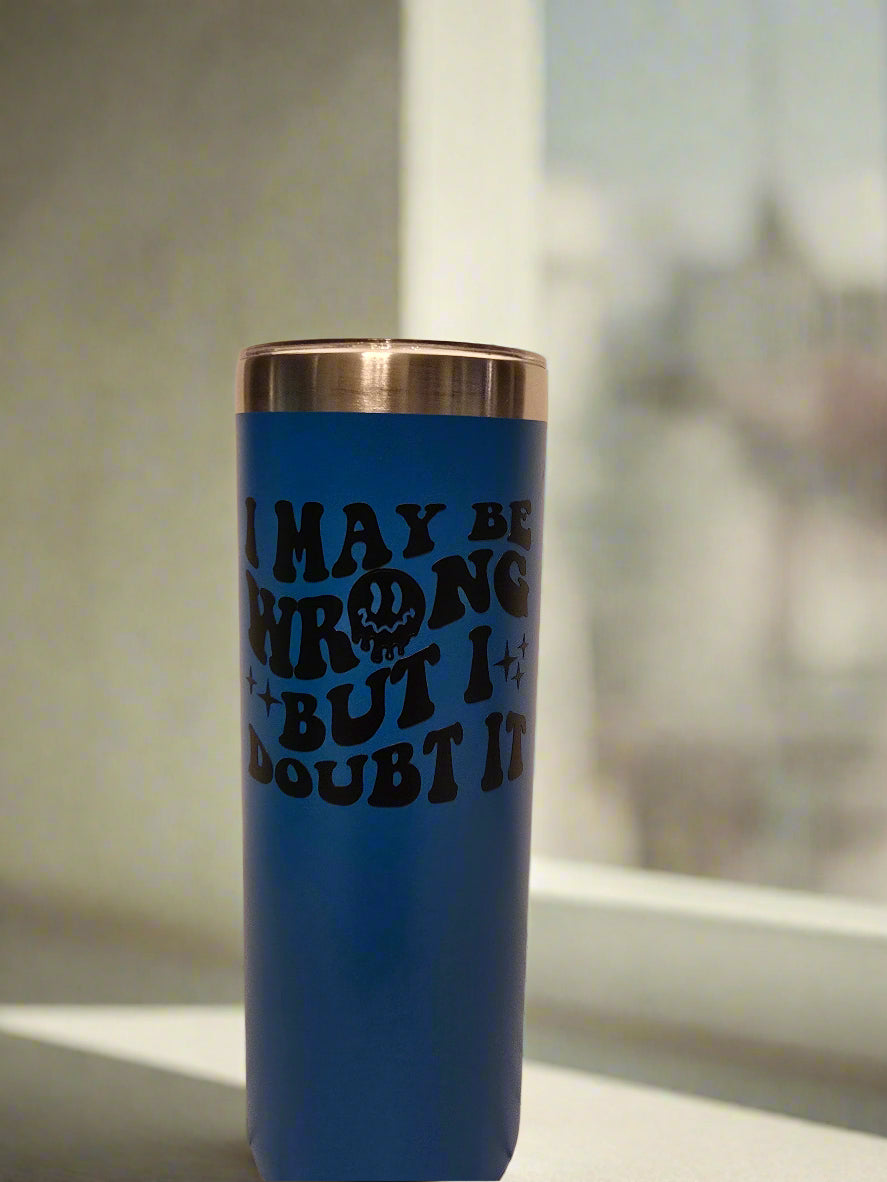 I MAY BE
WRONG
BUT I
DOUBT IT